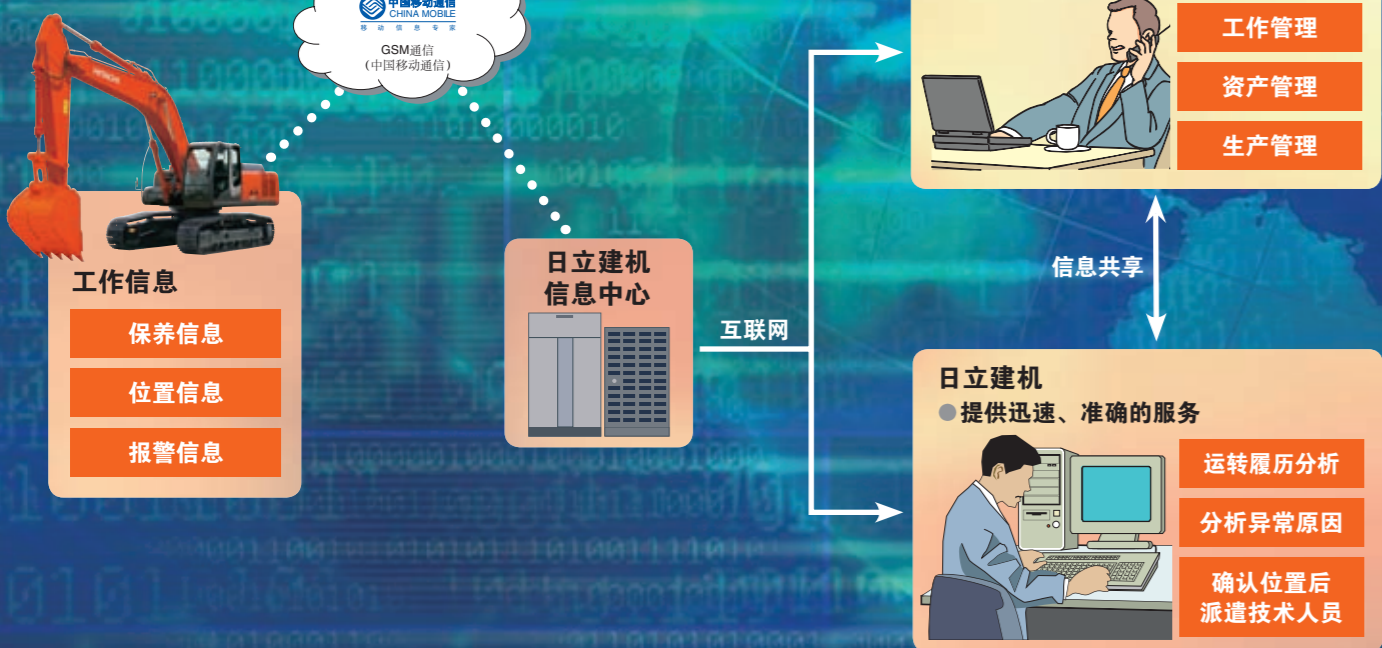 中国移动通信
CHINA MOBILE
移动信息专家
GSM通信
（中国移动通信）
HITACHI
工作信息
保养信息
位置信息
报警信息
日立建机
信息中心
互联网
工作管理
资产管理
生产管理
信息共享
日立建机
●提供迅速、准确的服务
运转履历分析
分析异常原因
确认位置后
派遣技术人员